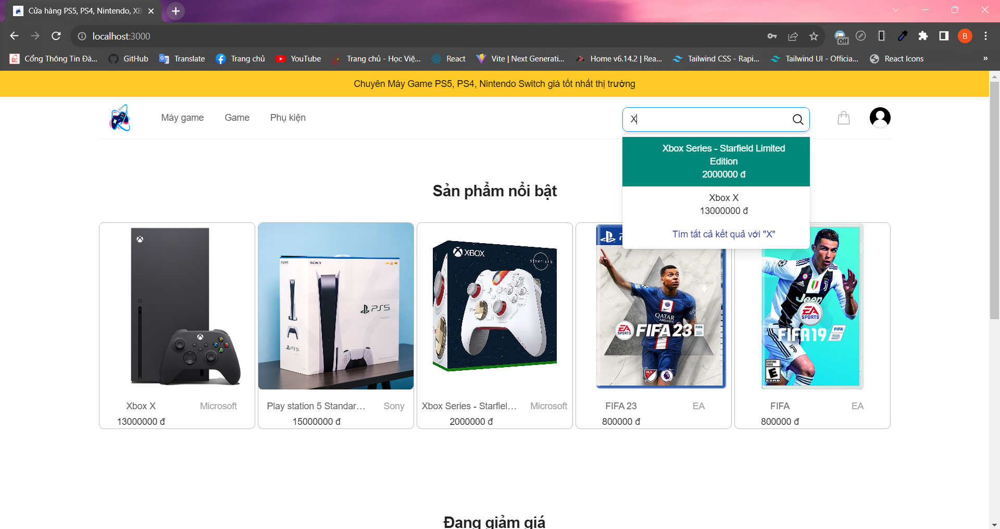 Cửa hàng PS5, PS4, Nintendo, XB
localhost:3000
Off
B
Cổng Thông Tin Đà...
GitHub
Translate
Trang chủ
YouTube
Trang chủ - Học Việ...
React
Vite | Next Generati...
Home v6.14.2 | Rea...
Tailwind CSS - Rapi...
Tailwind UI - Officia...
React Icons
»
Chuyên Máy Game PS5, PS4, Nintendo Switch giá tốt nhất thị trường
Máy game
Game
Phụ kiện
X
Xbox Series - Starfield Limited
Edition
2000000 đ
Xbox X
13000000 đ
Tìm tất cả kết quả với "X"
Sản phẩm nổi bật
SONY
SONY
PS5
PS5
XBOX
STARFIELD
QATAR
AIRWAYS
EA
SPORTS
FIFA 23
FIFA
MLS
Jeep
EA
SPORTS
FIFA 19
FIFA
EVERYONE
E
ESRB
Y
X
B
A
Xbox X
Microsoft
13000000 đ
Play station 5 Standar...
Sony
15000000 đ
Xbox Series - Starfiel...
Microsoft
2000000 đ
FIFA 23
EA
800000 đ
FIFA
EA
800000 đ
Đang giảm giá